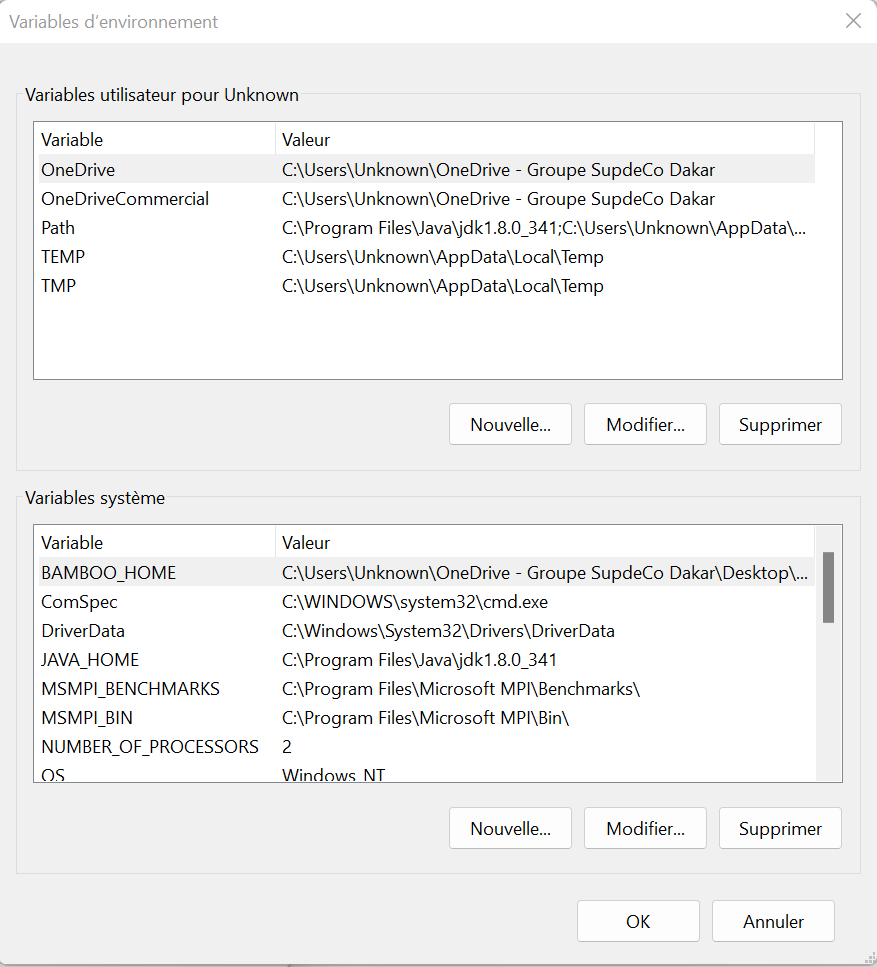 Variables d'environnement
Variables utilisateur pour Unknown
Variable Valeur
OneDrive C:\Users\Unknown\OneDrive - Groupe SupdeCo Dakar
OneDriveCommercial C:\Users\Unknown\OneDrive - Groupe SupdeCo Dakar
Path C:\Program Files\Java\jdk1.8.0_341;C:\Users\Unknown\AppData\...
TEMP C:\Users\Unknown\AppData\Local\Temp
TMP C:\Users\Unknown\AppData\Local\Temp
Nouvelle... Modifier... Supprimer
Variables système
Variable Valeur
BAMBOO_HOME C:\Users\Unknown\OneDrive - Groupe SupdeCo Dakar\Desktop\...
ComSpec C:\WINDOWS\system32\cmd.exe
DriverData C:\Windows\System32\Drivers\DriverData
JAVA_HOME C:\Program Files\Java\jdk1.8.0_341
MSMPI_BENCHMARKS C:\Program Files\Microsoft MPI\Benchmarks\
MSMPI_BIN C:\Program Files\Microsoft MPI\Bin\
NUMBER_OF_PROCESSORS 2
OS Windows_NT
Nouvelle... Modifier... Supprimer
OK Annuler